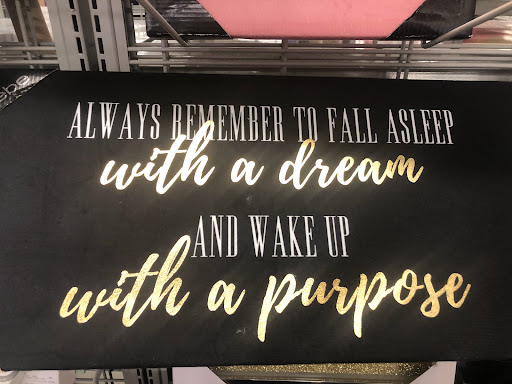 ALWAYS REMEMBER TO FALL ASLEEP
with a dream
AND WAKE UP
with a purpose